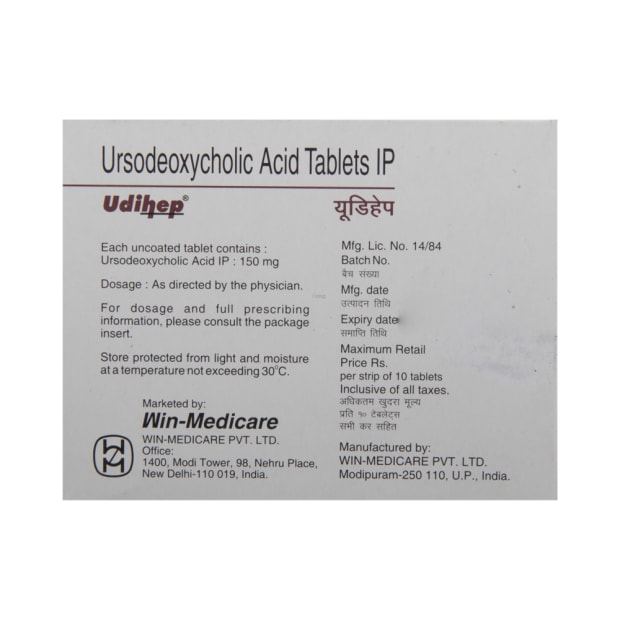 Ursodeoxycholic Acid Tablets IP
Udihep®
यूडिहेप
Each uncoated tablet contains :
Ursodeoxycholic Acid IP : 150 mg
Dosage : As directed by the physician.
For dosage and full prescribing
information, please consult the package
insert.
Store protected from light and moisture
at a temperature not exceeding 30°C.
Marketed by:
Win-Medicare
WIN-MEDICARE PVT. LTD.
Office:
1400, Modi Tower, 98, Nehru Place,
New Delhi-110 019, India.
Mfg. Lic. No. 14/84
Batch No.
बैच संख्या
Mfg. date
उत्पादन तिथि
Expiry date
समाप्ति तिथि
Maximum Retail
Price Rs.
per strip of 10 tablets
Inclusive of all taxes.
अधिकतम खुदरा मूल्य
प्रति १० टेबलेट्स
सभी कर सहित
Manufactured by:
WIN-MEDICARE PVT. LTD.
Modipuram-250 110, U.P., India.